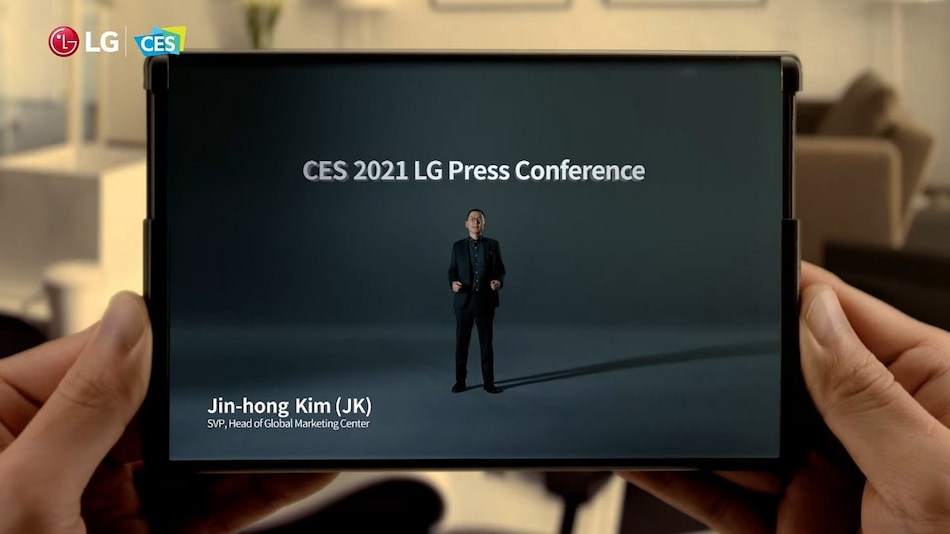 LG
CES
CES 2021 LG Press Conference
Jin-hong Kim (JK)
SVP, Head of Global Marketing Center